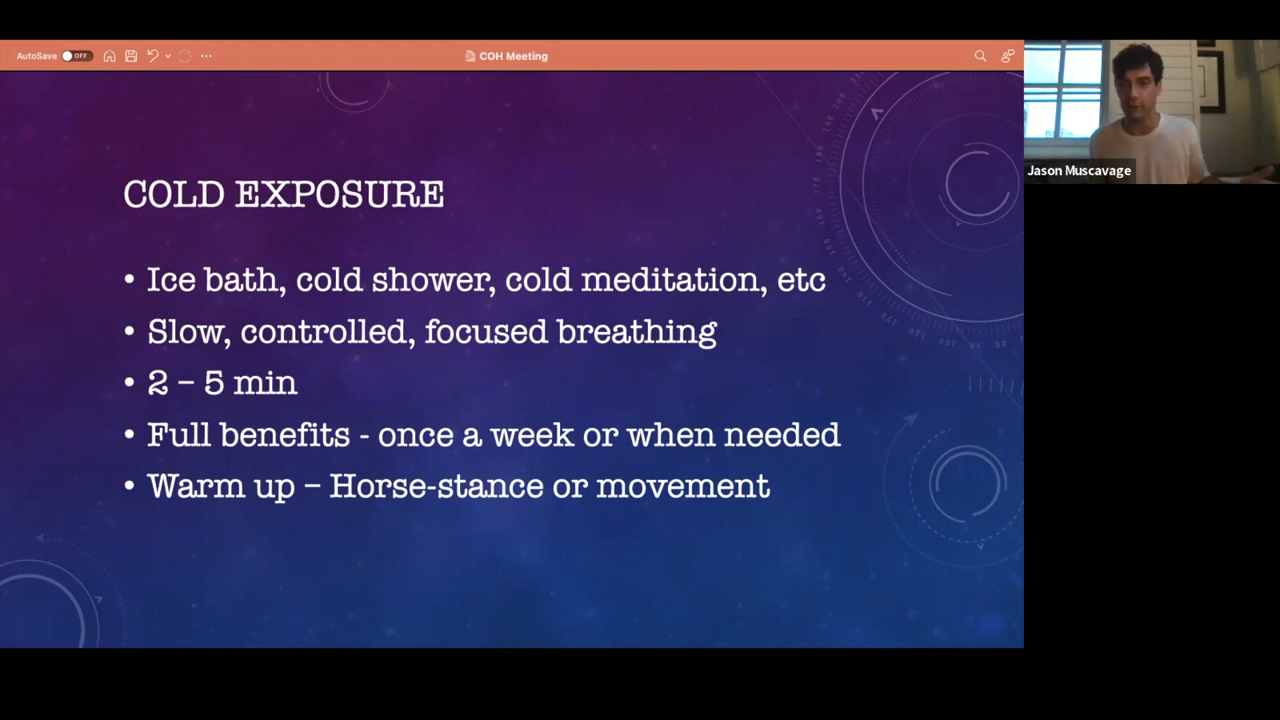 AutoSave OFF
COH Meeting
COLD EXPOSURE
• Ice bath, cold shower, cold meditation, etc
• Slow, controlled, focused breathing
• 2 – 5 min
• Full benefits - once a week or when needed
• Warm up – Horse-stance or movement
Jason Muscavage